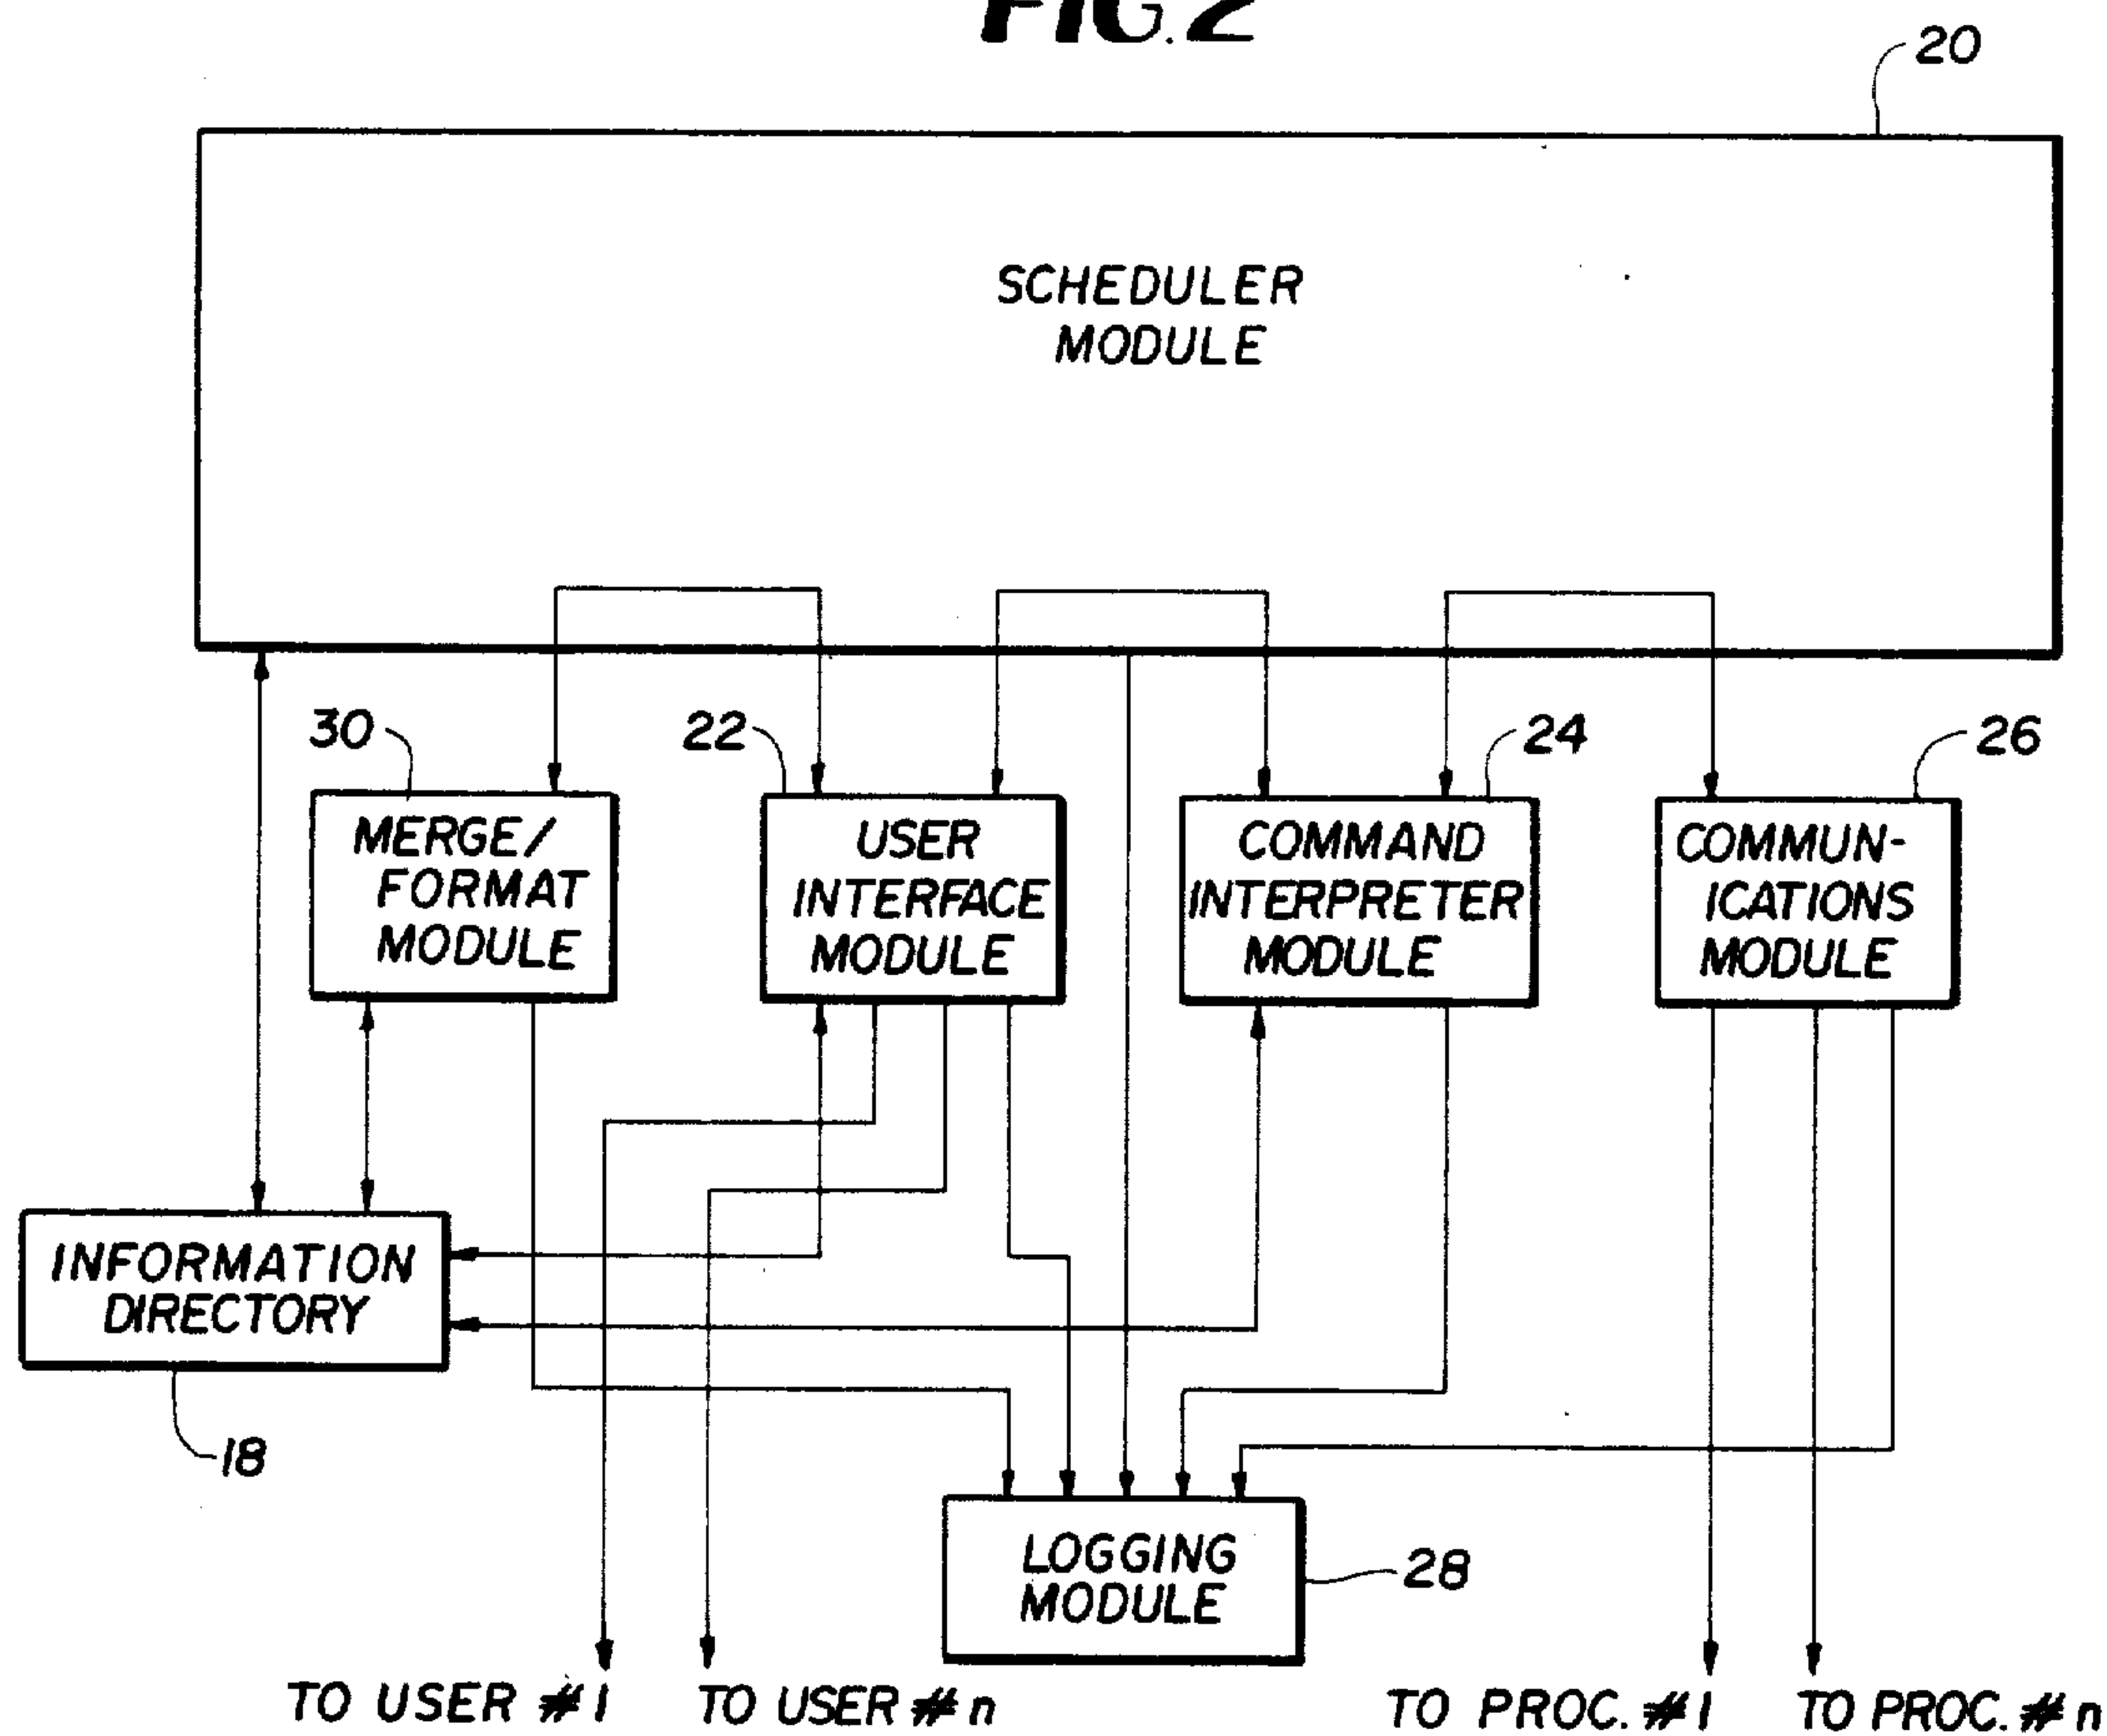 FIG. 2
20
SCHEDULER
MODULE
30
22
24
26
MERGE/
FORMAT
MODULE
USER
INTERFACE
MODULE
COMMAND
INTERPRETER
MODULE
COMMUN-
ICATIONS
MODULE
INFORMATION
DIRECTORY
18
LOGGING
MODULE
28
TO USER #1
TO USER #n
TO PROC. #1
TO PROC. #n